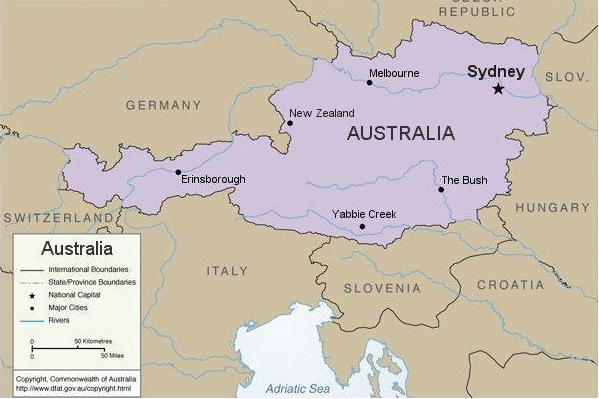 CZECH
REPUBLIC
Melbourne
Sydney
SLOV.
GERMANY
New Zealand
AUSTRALIA
Erinsborough
The Bush
HUNGARY
SWITZERLAND
Yabbie Creek
Australia
International Boundaries
State/Province Boundaries
National Capital
Major Cities
Rivers
0 50 Kilometres
0 50 Miles
Copyright, Commonwealth of Australia
http://www.dfat.gov.au/copyright.html
ITALY
SLOVENIA
CROATIA
Adriatic Sea